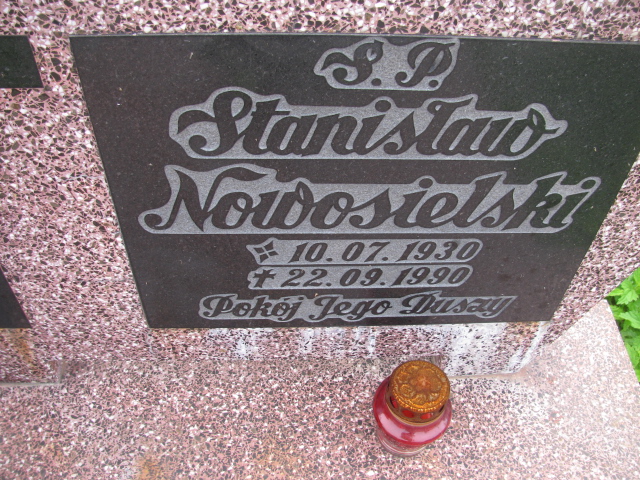 Ś. P.
Stanisław
Nowosielski
10.07.1930
22.09.1990
Pokój Jego Duszy